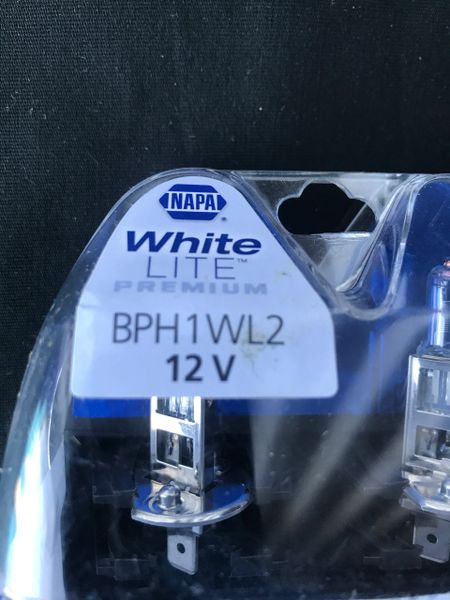 NAPA
White
LITE™
PREMIUM
BPH1WL2
12 V